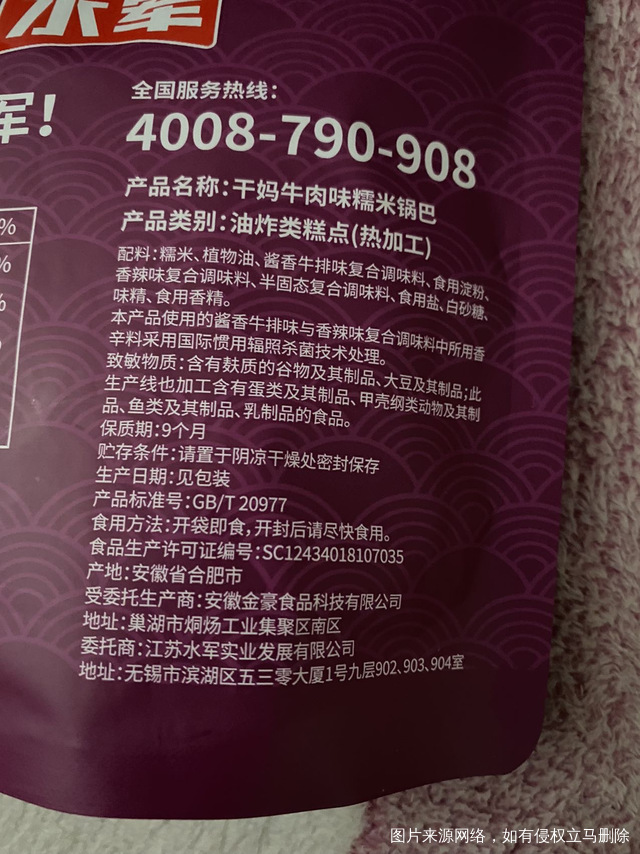 水军
军!
全国服务热线：
4008-790-908
产品名称：干妈牛肉味糯米锅巴
产品类别：油炸类糕点(热加工)
%
%
%
配料：糯米、植物油、酱香牛排味复合调味料、食用淀粉、
香辣味复合调味料、半固态复合调味料、食用盐、白砂糖、
味精、食用香精。
本产品使用的酱香牛排味与香辣味复合调味料中所用香
辛料采用国际惯用辐照杀菌技术处理。
致敏物质：含有麸质的谷物及其制品、大豆及其制品；此
生产线也加工含有蛋类及其制品、甲壳纲类动物及其制
品、鱼类及其制品、乳制品的食品。
保质期：9个月
贮存条件：请置于阴凉干燥处密封保存
生产日期：见包装
产品标准号：GB/T 20977
食用方法：开袋即食，开封后请尽快食用。
食品生产许可证编号：SC12434018107035
产地：安徽省合肥市
受委托生产商：安徽金豪食品科技有限公司
地址：巢湖市烔炀工业集聚区南区
委托商：江苏水军实业发展有限公司
地址：无锡市滨湖区五三零大厦1号九层902、903、904室
图片来源网络，如有侵权立马删除